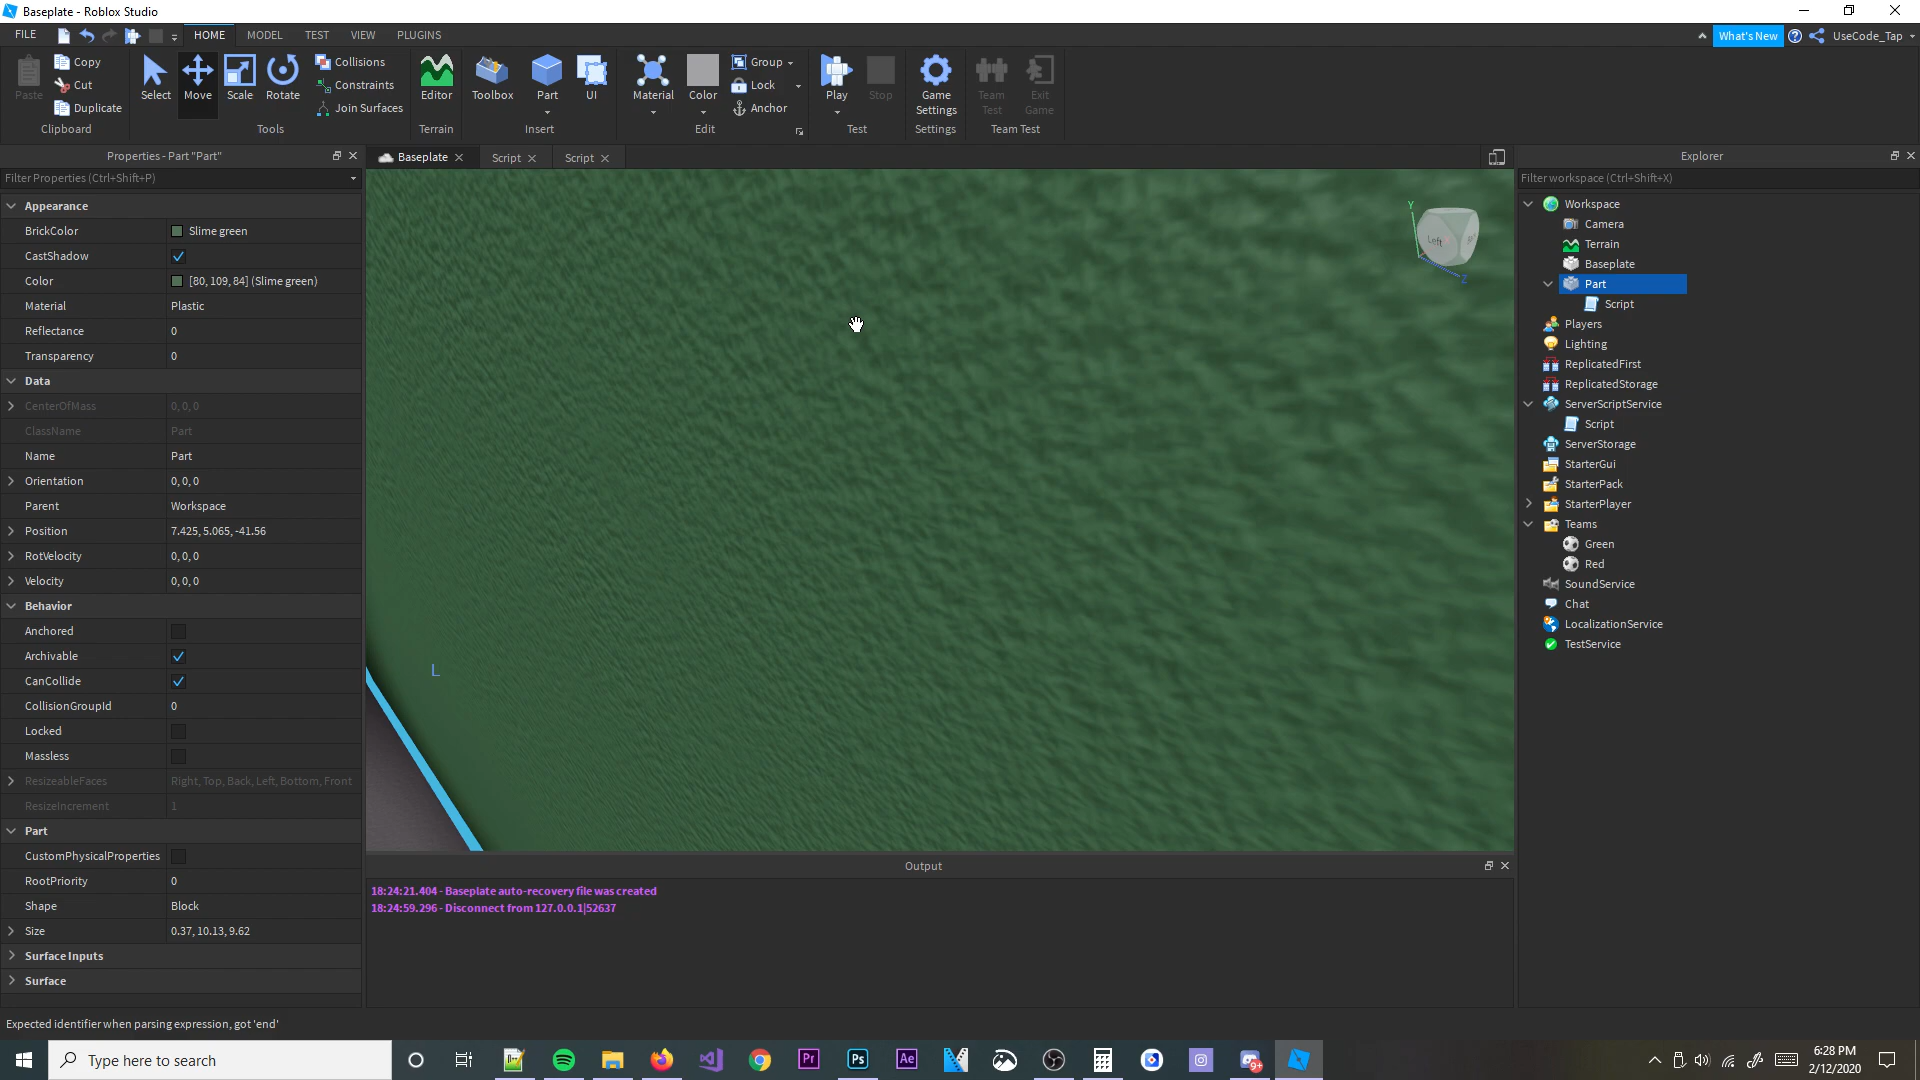 Baseplate - Roblox Studio
FILE HOME MODEL TEST VIEW PLUGINS What's New UseCode_Tap
Paste Copy Cut Duplicate Clipboard
Select Move Scale Rotate Collisions Constraints Join Surfaces Tools
Editor Terrain
Toolbox Part UI Insert
Material Color Group Lock Anchor Edit
Play Stop Test
Game Settings Settings
Team Test Exit Game Team Test
Properties - Part "Part"
Filter Properties (Ctrl+Shift+P)
Appearance
BrickColor Slime green
CastShadow
Color [80, 109, 84] (Slime green)
Material Plastic
Reflectance 0
Transparency 0
Data
CenterOfMass 0, 0, 0
ClassName Part
Name Part
Orientation 0, 0, 0
Parent Workspace
Position 7.425, 5.065, -41.56
RotVelocity 0, 0, 0
Velocity 0, 0, 0
Behavior
Anchored
Archivable
CanCollide
CollisionGroupId 0
Locked
Massless
ResizeableFaces Right, Top, Back, Left, Bottom, Front
ResizeIncrement 1
Part
CustomPhysicalProperties
RootPriority 0
Shape Block
Size 0.37, 10.13, 9.62
Surface Inputs
Surface
Baseplate Script Script
Y
Left
Z
L
Output
18:24:21.404 - Baseplate auto-recovery file was created
18:24:59.296 - Disconnect from 127.0.0.1|52637
Explorer
Filter workspace (Ctrl+Shift+X)
Workspace
Camera
Terrain
Baseplate
Part
Script
Players
Lighting
ReplicatedFirst
ReplicatedStorage
ServerScriptService
Script
ServerStorage
StarterGui
StarterPack
StarterPlayer
Teams
Green
Red
SoundService
Chat
LocalizationService
TestService
Expected identifier when parsing expression, got 'end'
Type here to search
Pr Ps Ae
9+
6:28 PM
2/12/2020